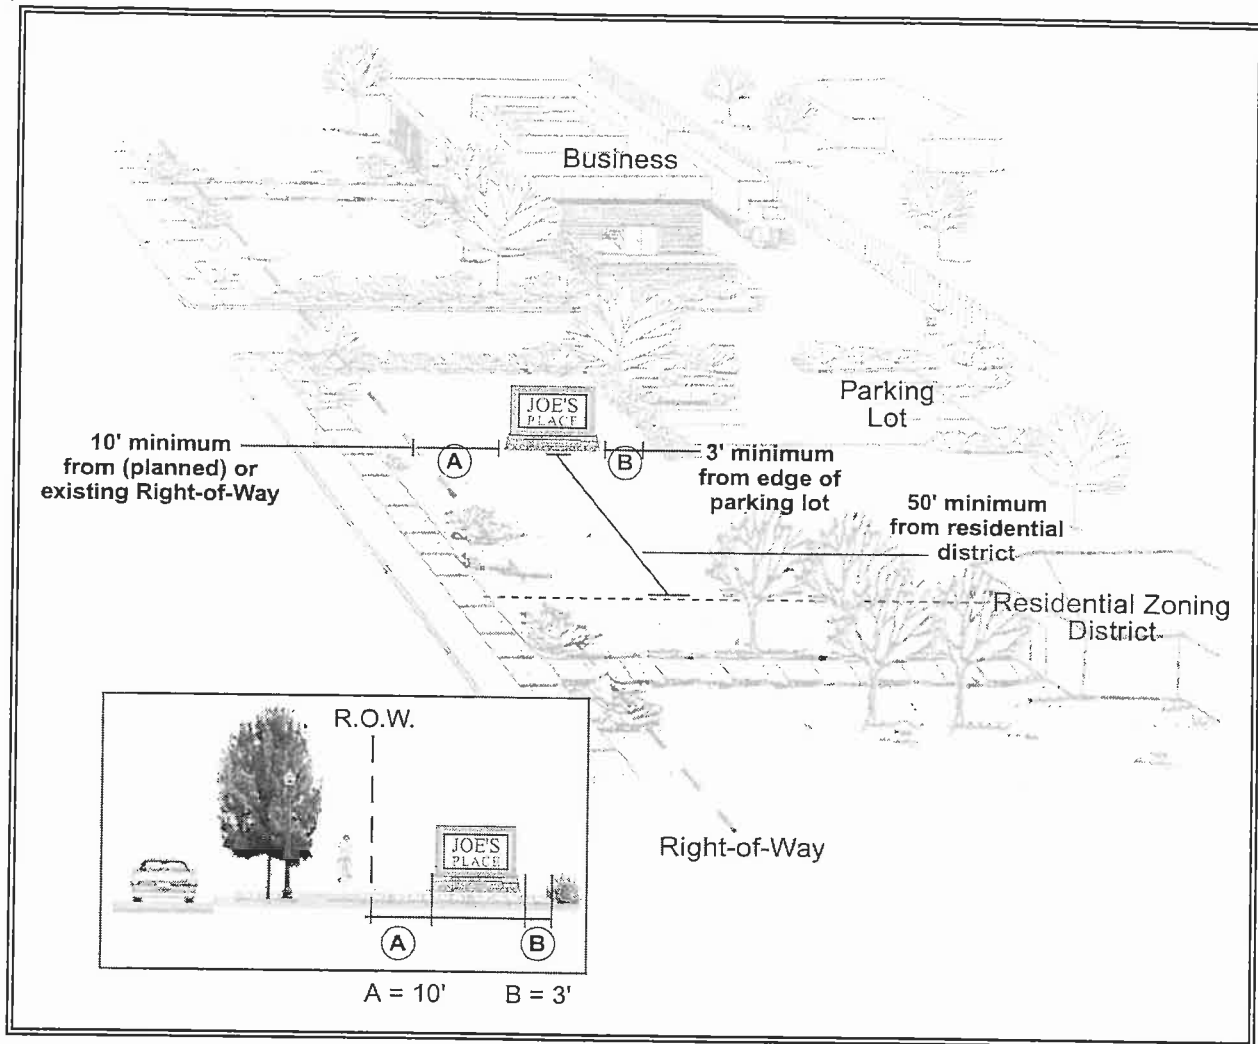 Business
Parking
Lot
JOE'S
PLACE
10' minimum
from (planned) or
existing Right-of-Way
A
B
3' minimum
from edge of
parking lot
50' minimum
from residential
district
Residential Zoning
District
R.O.W.
JOE'S
PLACE
Right-of-Way
A
B
A = 10'
B = 3'